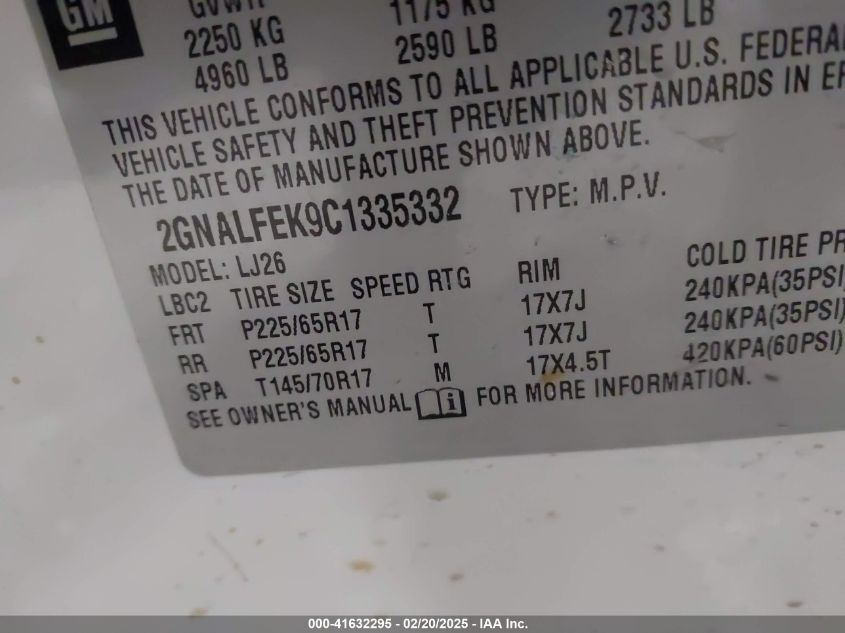 GM
GVWR 1175 KG
2250 KG 2590 LB 2733 LB
4960 LB
THIS VEHICLE CONFORMS TO ALL APPLICABLE U.S. FEDERAL
VEHICLE SAFETY AND THEFT PREVENTION STANDARDS IN
THE DATE OF MANUFACTURE SHOWN ABOVE.
2GNALFEK9C1335332 TYPE: M.P.V.
MODEL: LJ26
LBC2 TIRE SIZE SPEED RTG RIM COLD TIRE PR
FRT P225/65R17 T 17X7J 240KPA(35PSI)
RR P225/65R17 T 17X7J 240KPA(35PSI)
SPA T145/70R17 M 17X4.5T 420KPA(60PSI)
SEE OWNER'S MANUAL i FOR MORE INFORMATION.
000-41632295 - 02/20/2025 - IAA Inc.